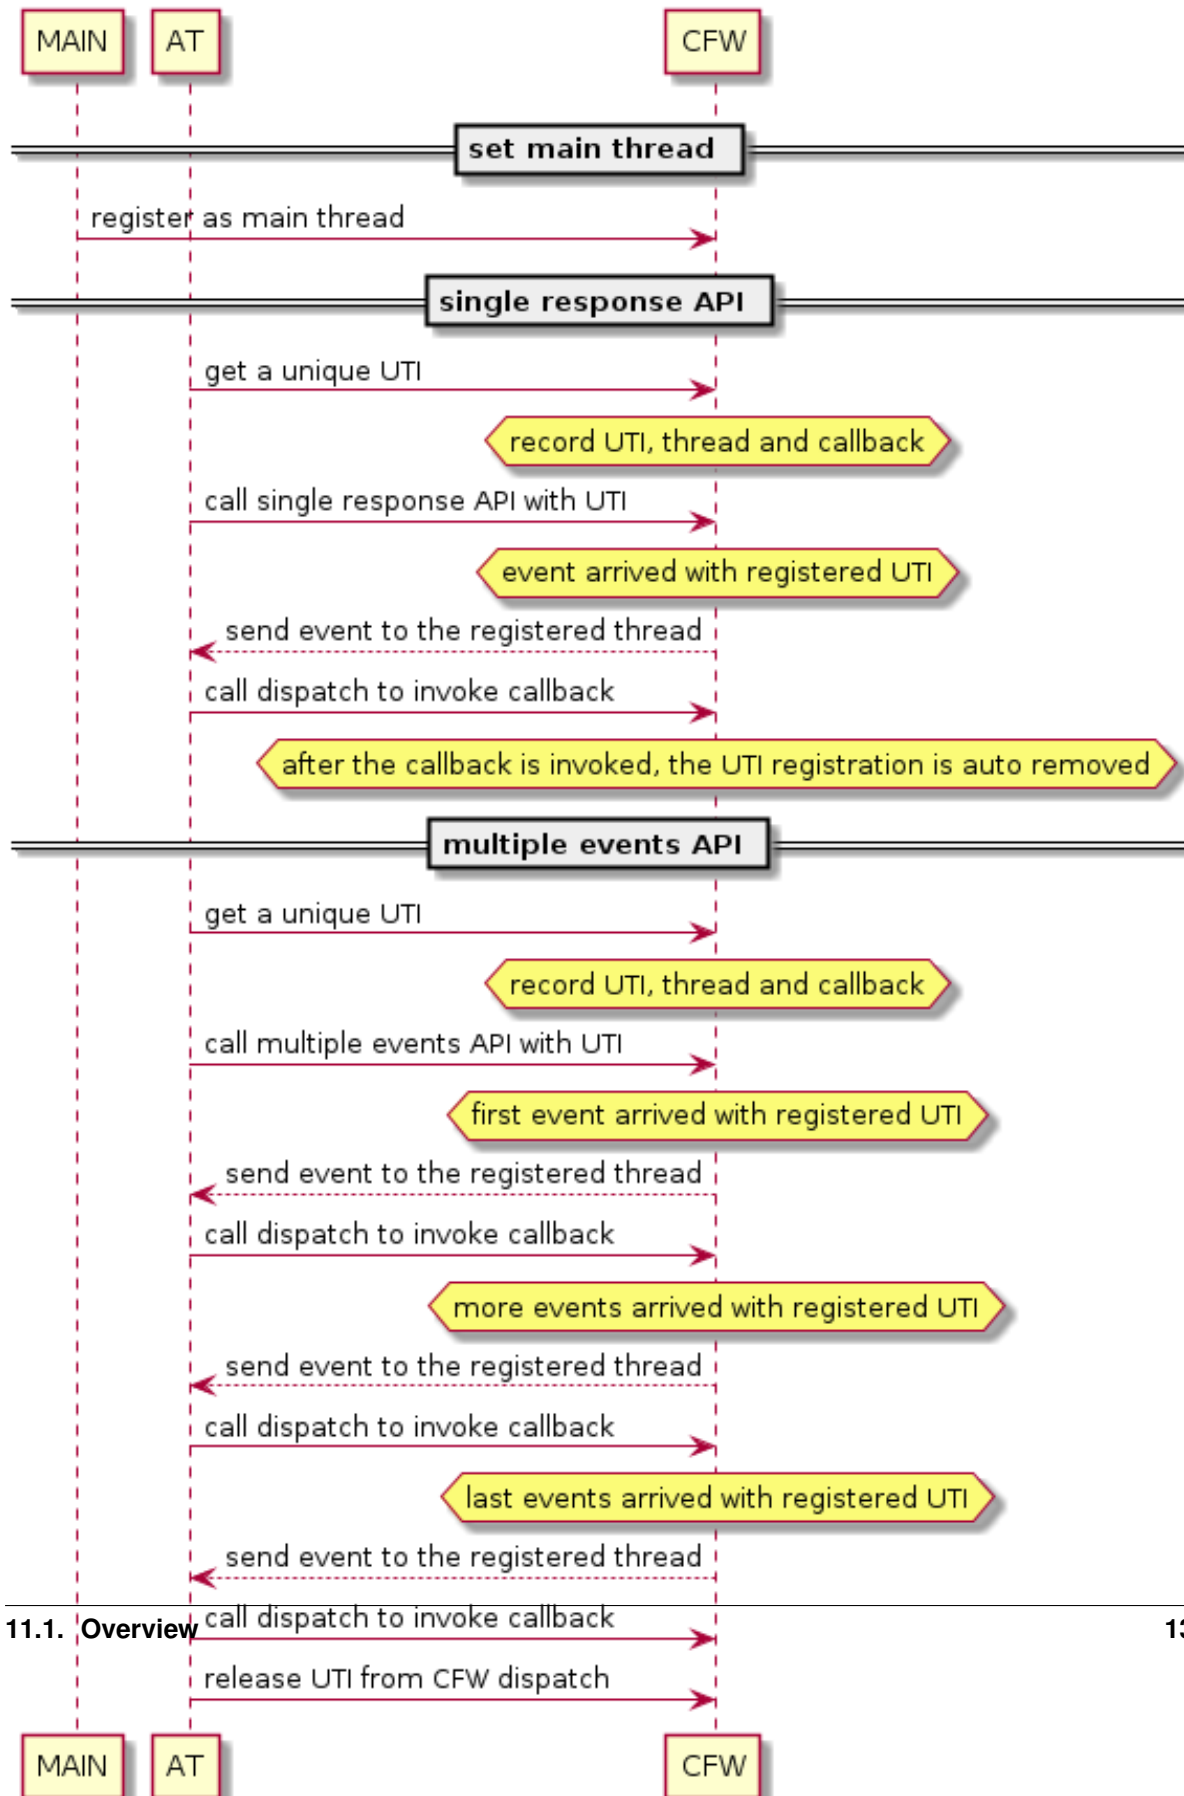 MAIN AT CFW
set main thread
register as main thread
single response API
get a unique UTI
record UTI, thread and callback
call single response API with UTI
event arrived with registered UTI
send event to the registered thread
call dispatch to invoke callback
after the callback is invoked, the UTI registration is auto removed
multiple events API
get a unique UTI
record UTI, thread and callback
call multiple events API with UTI
first event arrived with registered UTI
send event to the registered thread
call dispatch to invoke callback
more events arrived with registered UTI
send event to the registered thread
call dispatch to invoke callback
last events arrived with registered UTI
send event to the registered thread
call dispatch to invoke callback
11.1. Overview
release UTI from CFW dispatch
MAIN AT CFW